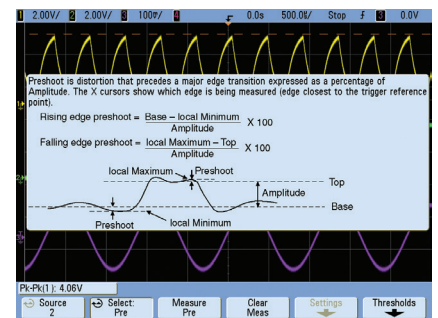 1 2.00V/ 2 2.00V/ 3 100▽/ 4 0.0s 500.0%/ Stop 3 0.0V
Preshoot is distortion that precedes a major edge transition expressed as a percentage of
Amplitude. The X cursors show which edge is being measured (edge closest to the trigger reference
point).
Rising edge preshoot = Base – local Minimum X 100
Amplitude
Falling edge preshoot = local Maximum – Top X 100
Amplitude
local Maximum Preshoot
Top
Amplitude
Base
local Minimum
Preshoot
Pk-Pk(1): 4.06V
Source
2
Select:
Pre
Measure
Pre
Clear
Meas
Settings
Thresholds